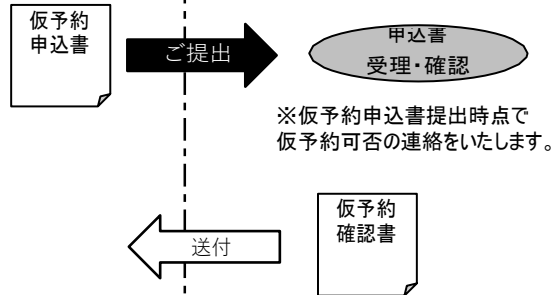 仮予約
申込書
ご提出
申込書
受理・確認
※仮予約申込書提出時点で
仮予約可否の連絡をいたします。
送付
仮予約
確認書